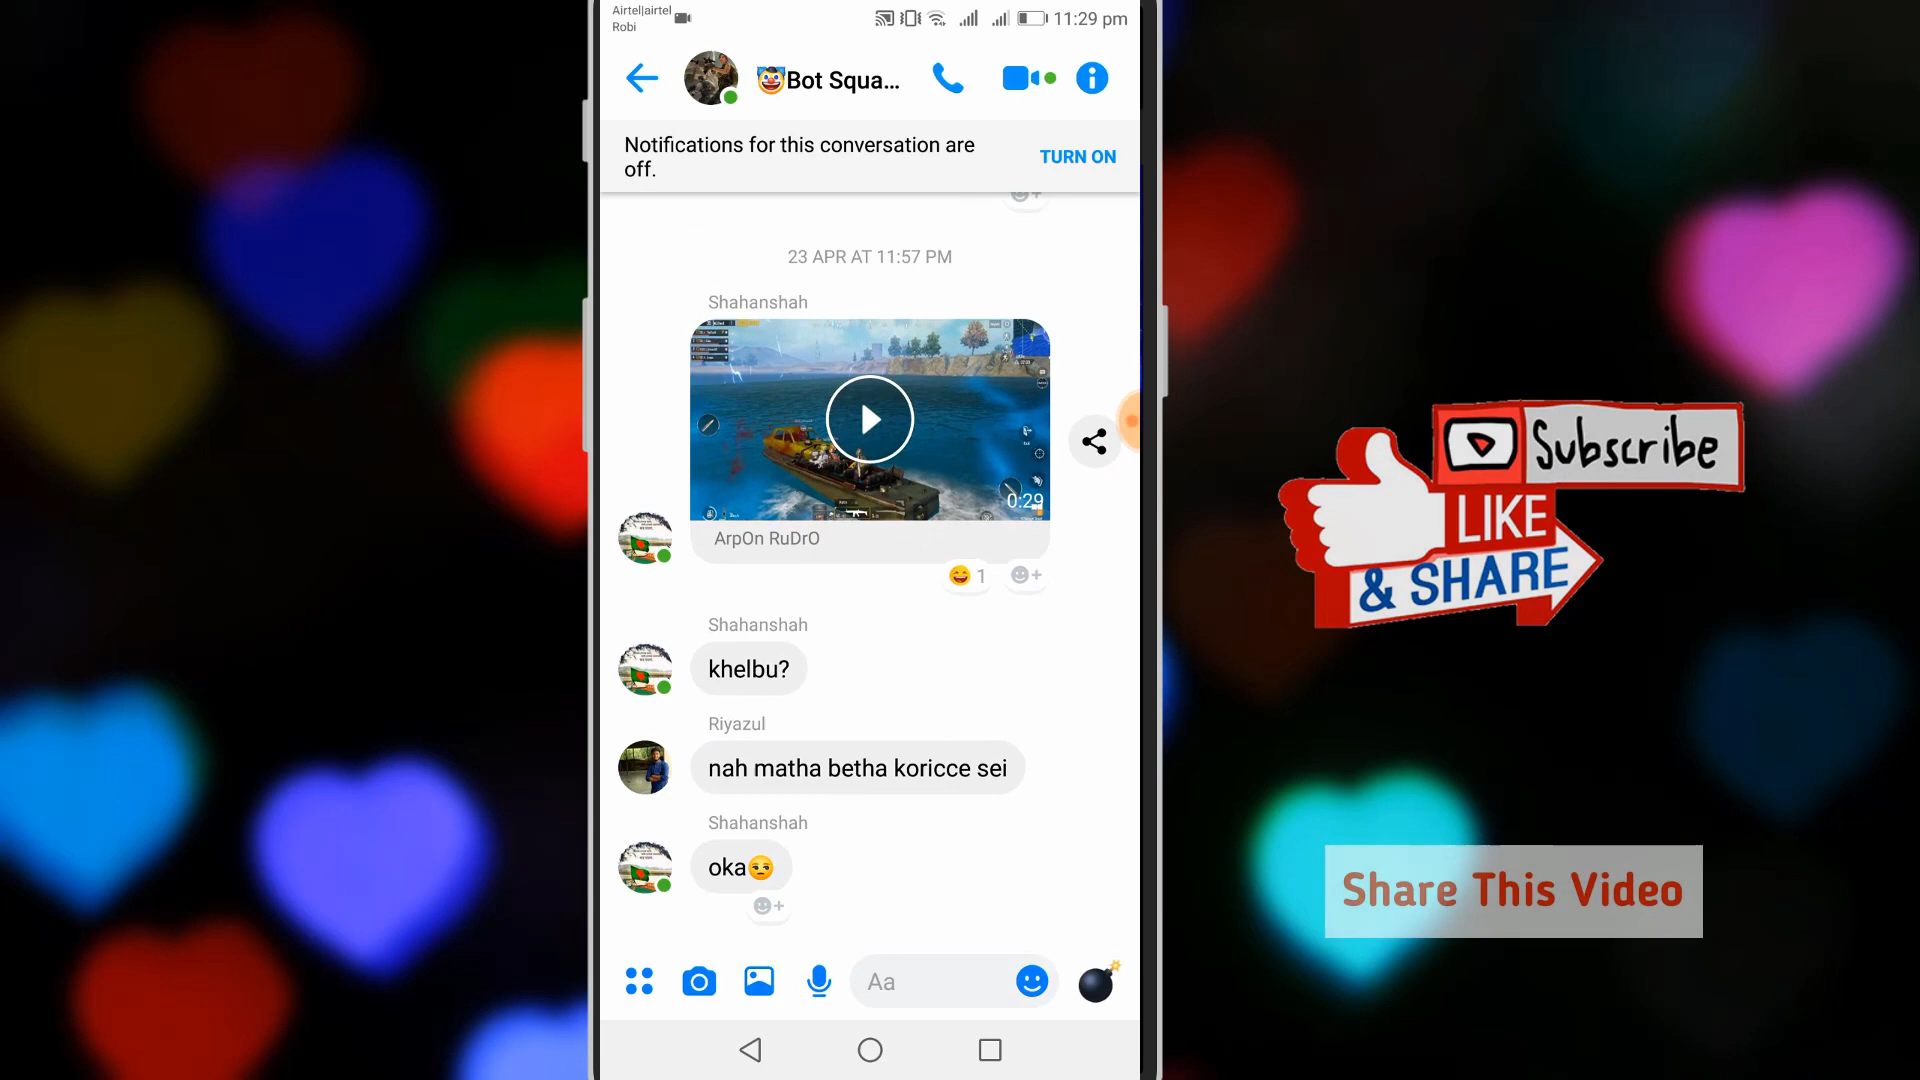 Airtel|airtel
Robi
11:29 pm
🤡Bot Squa...
Notifications for this conversation are
off.
TURN ON
23 APR AT 11:57 PM
Shahanshah
0:29
ArpOn RuDrO
😄 1
Shahanshah
khelbu?
Riyazul
nah matha betha koricce sei
Shahanshah
oka😒
Aa
Subscribe
LIKE
& SHARE
Share This Video